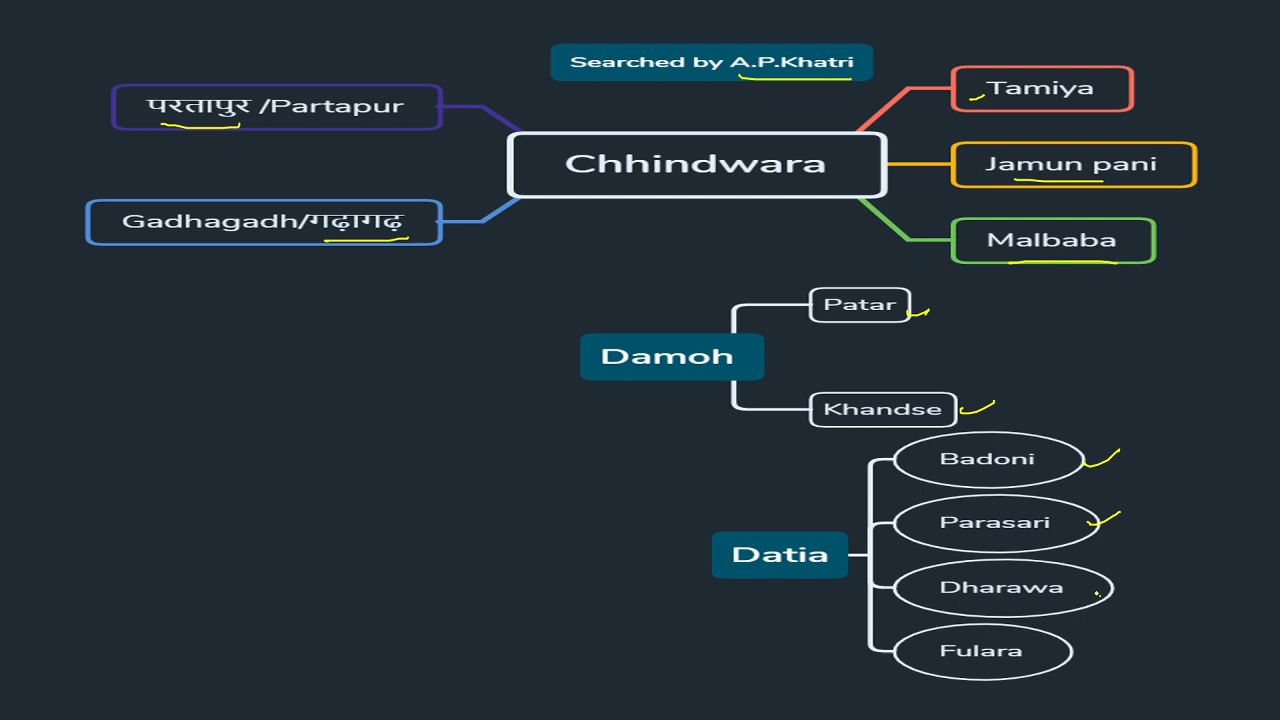 Searched by A.P.Khatri
परतापुर /Partapur
Tamiya
Chhindwara
Jamun pani
Gadhagadh/गढ़ागढ़
Malbaba
Patar
Damoh
Khandse
Badoni
Parasari
Datia
Dharawa
Fulara